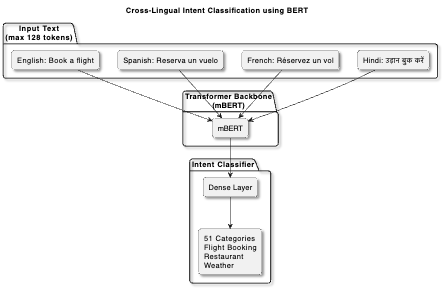 Cross-Lingual Intent Classification using BERT
Input Text
(max 128 tokens)
English: Book a flight
Spanish: Reserva un vuelo
French: Réservez un vol
Hindi: उड़ान बुक करें
Transformer Backbone
(mBERT)
mBERT
Intent Classifier
Dense Layer
51 Categories
Flight Booking
Restaurant
Weather